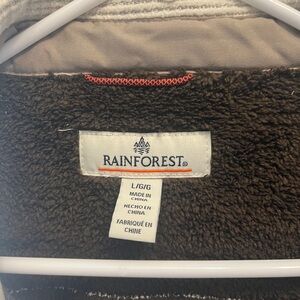 RAINFOREST®
L/G/G
MADE IN
CHINA
HECHO EN
CHINA
FABRIQUÉ EN
CHINE